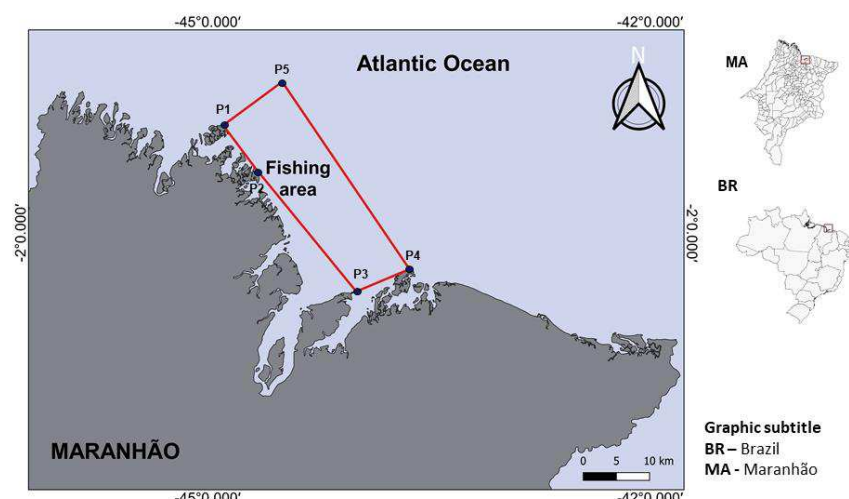 -45°0.000′
-42°0.000′
N
P5
Atlantic Ocean
MA
P1
Fishing
P2
area
BR
-2°0.000′
-2°0.000′
P4
P3
MARANHÃO
0 5 10 km
Graphic subtitle
BR – Brazil
MA - Maranhão
-45°0.000′
-42°0.000′